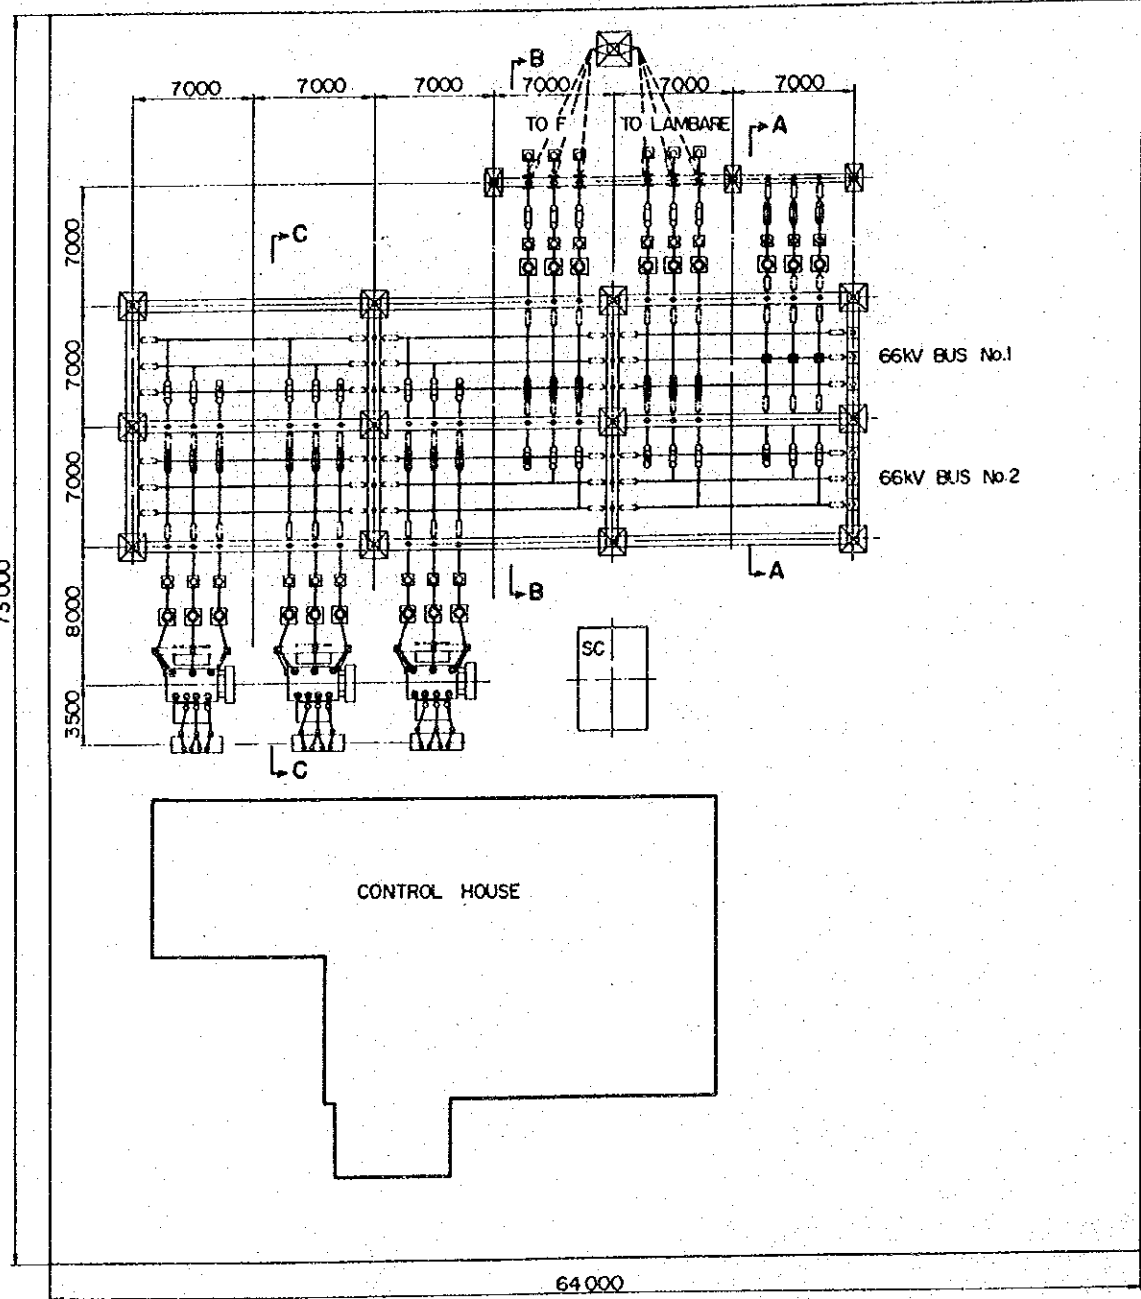 B
7000 7000 7000 7000 7000
TO F TO LAMBARE A
C
7000
7000 66kV BUS No.1
7000 66kV BUS No.2
A
B
8000
73000
SC
3500
C
CONTROL HOUSE
64000